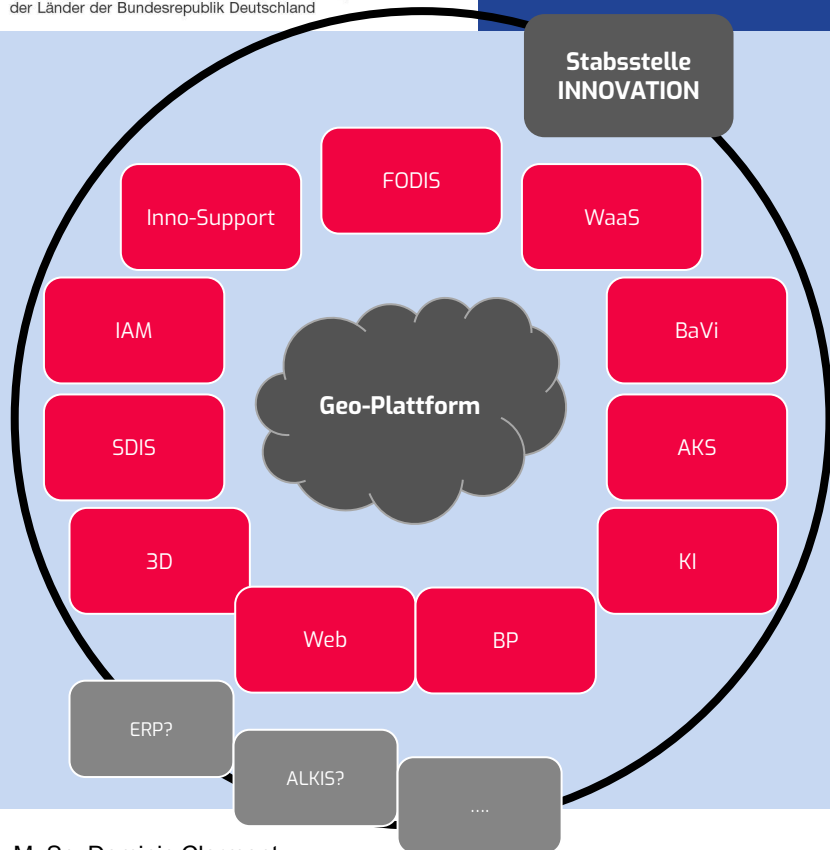 der Länder der Bundesrepublik Deutschland
Stabsstelle
INNOVATION
FODIS
Inno-Support
WaaS
IAM
BaVi
Geo-Plattform
SDIS
AKS
3D
KI
Web
BP
ERP?
ALKIS?
....